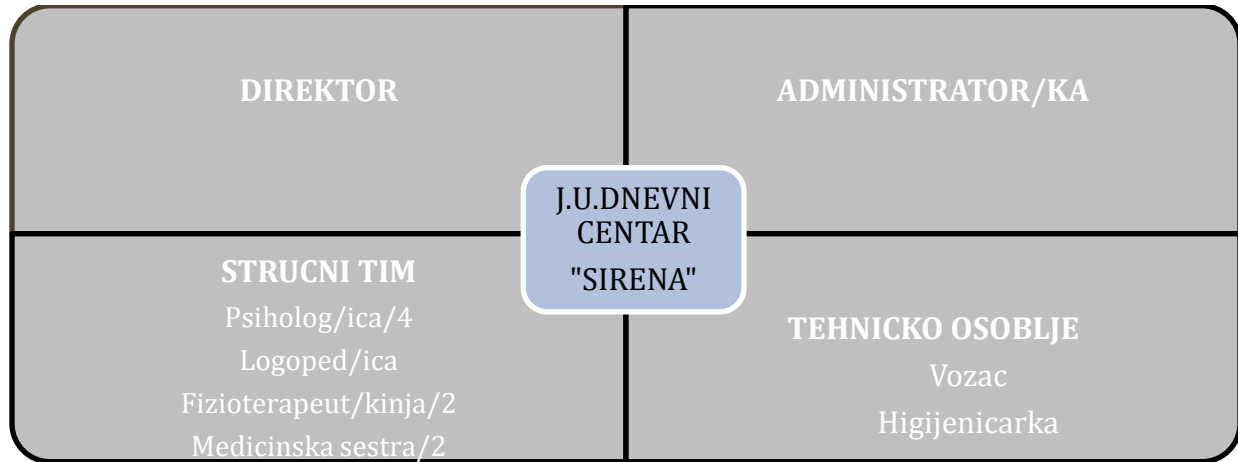 DIREKTOR
ADMINISTRATOR/KA
J.U.DNEVNI
CENTAR
"SIRENA"
STRUCNI TIM
Psiholog/ica/4
Logoped/ica
Fizioterapeut/kinja/2
Medicinska sestra/2
TEHNICKO OSOBLJE
Vozac
Higijenicarka